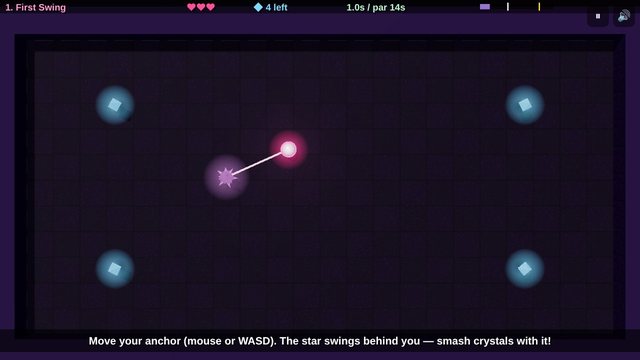 1. First Swing
4 left
1.0s / par 14s
Move your anchor (mouse or WASD). The star swings behind you — smash crystals with it!